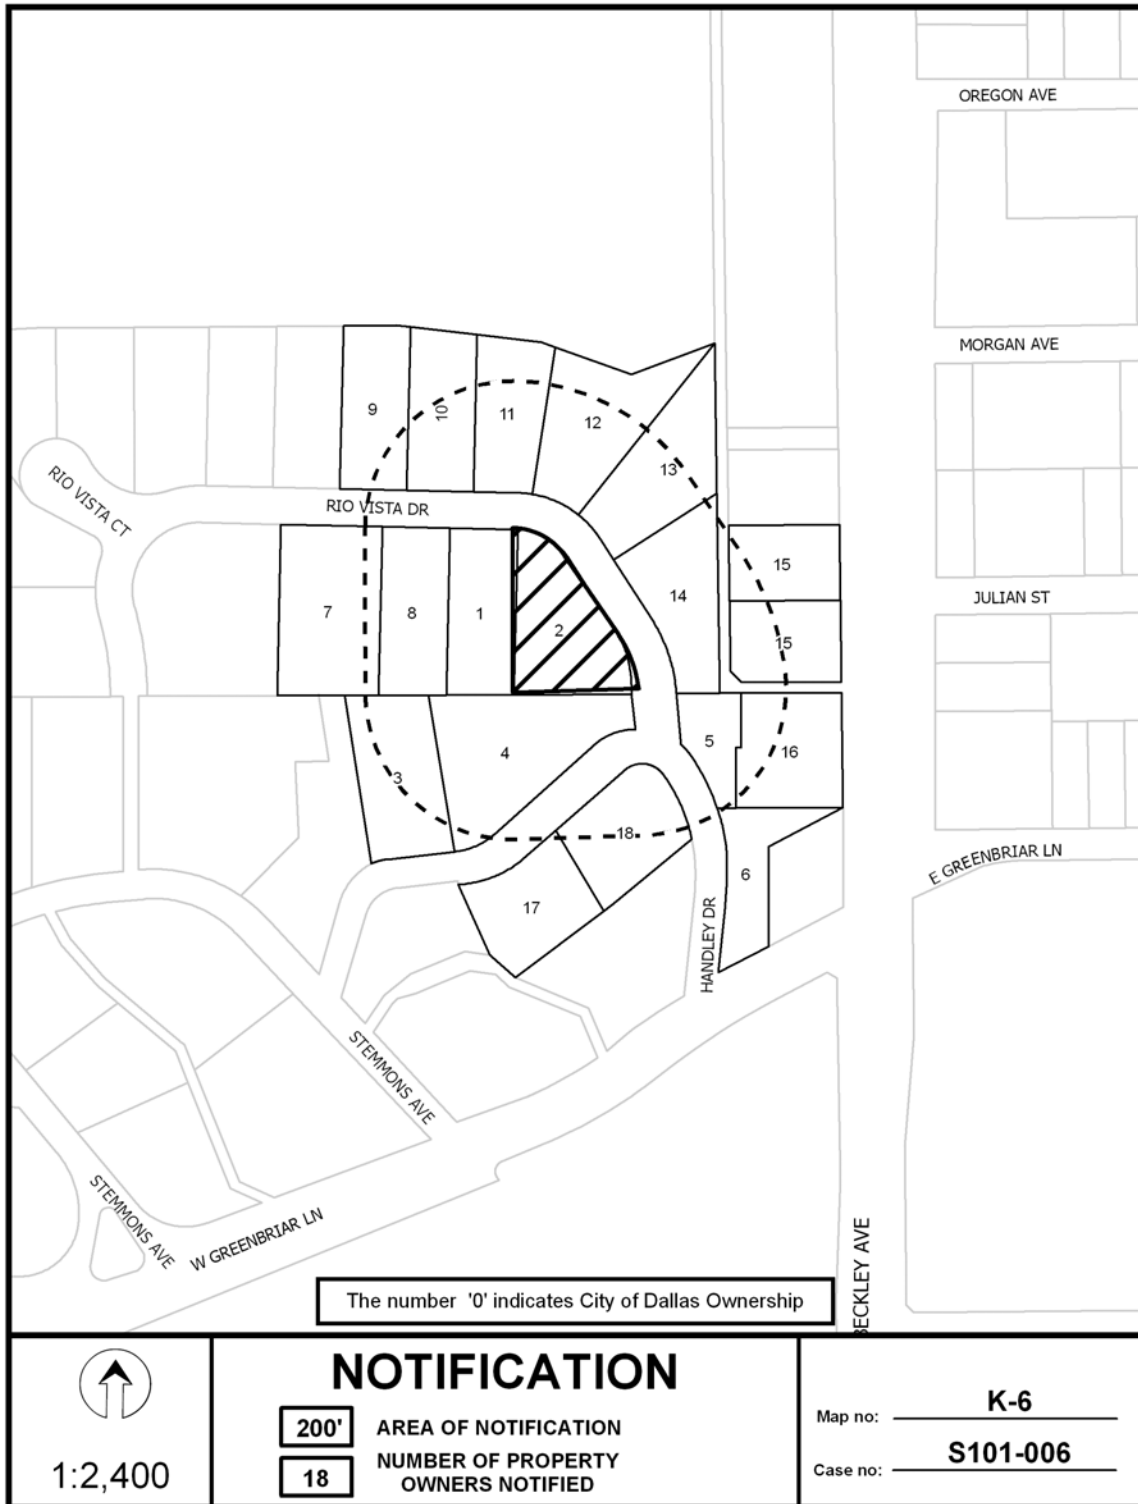 OREGON AVE
MORGAN AVE
9
10
11
12
13
RIO VISTA CT
RIO VISTA DR
15
14
JULIAN ST
7
8
1
2
15
5
16
4
3
18
E GREENBRIAR LN
6
17
HANDLEY DR
STEMMONS AVE
STEMMONS AVE
W GREENBRIAR LN
BECKLEY AVE
The number '0' indicates City of Dallas Ownership
1:2,400
NOTIFICATION
200' AREA OF NOTIFICATION
18 NUMBER OF PROPERTY
OWNERS NOTIFIED
Map no: K-6
Case no: S101-006